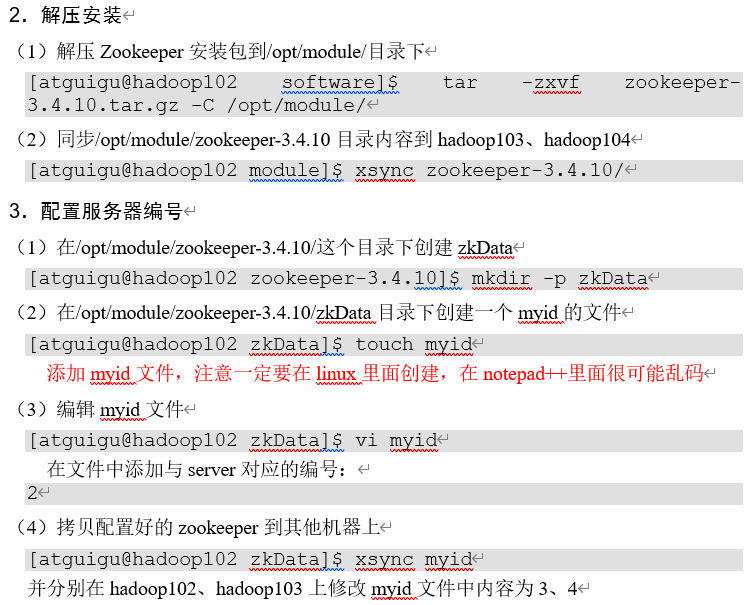 2．解压安装
（1）解压 Zookeeper 安装包到/opt/module/目录下
[atguigu@hadoop102 software]$ tar -zxvf zookeeper-
3.4.10.tar.gz -C /opt/module/
（2）同步/opt/module/zookeeper-3.4.10 目录内容到 hadoop103、hadoop104
[atguigu@hadoop102 module]$ xsync zookeeper-3.4.10/
3．配置服务器编号
（1）在/opt/module/zookeeper-3.4.10/这个目录下创建 zkData
[atguigu@hadoop102 zookeeper-3.4.10]$ mkdir -p zkData
（2）在/opt/module/zookeeper-3.4.10/zkData 目录下创建一个 myid 的文件
[atguigu@hadoop102 zkData]$ touch myid
添加 myid 文件，注意一定要在 linux 里面创建，在 notepad++里面很可能乱码
（3）编辑 myid 文件
[atguigu@hadoop102 zkData]$ vi myid
在文件中添加与 server 对应的编号：
2
（4）拷贝配置好的 zookeeper 到其他机器上
[atguigu@hadoop102 zkData]$ xsync myid
并分别在 hadoop102、hadoop103 上修改 myid 文件中内容为 3、4